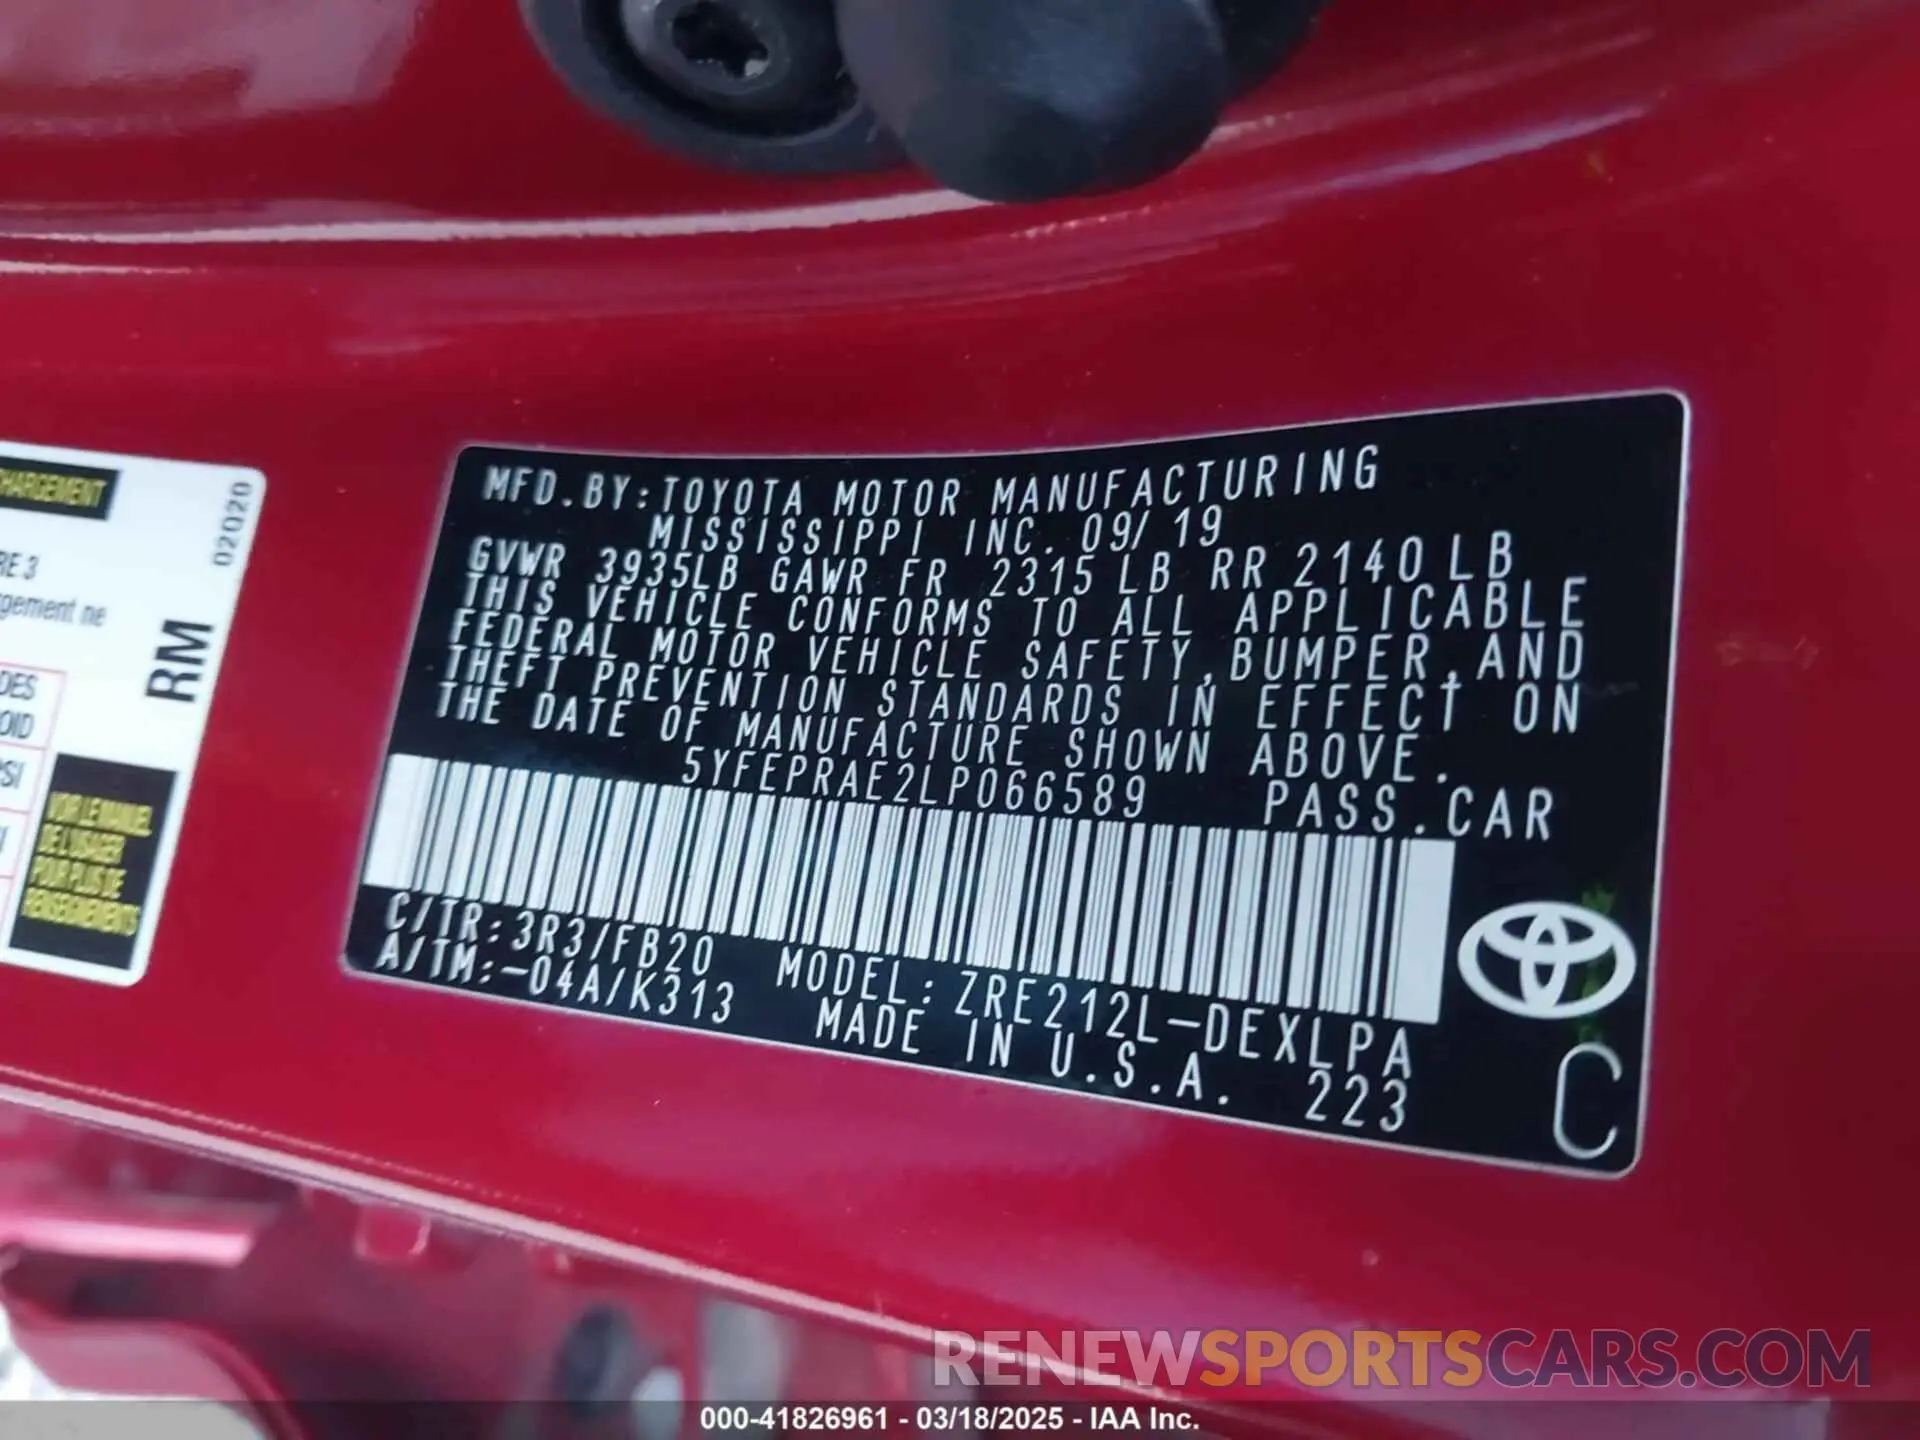 CHARGEMENT
02020
RE 3
gement ne
RM
DES
OID
PSI
VOIR LE MANUEL
DE L'USAGER
POUR PLUS DE
RENSEIGNEMENTS
MFD.BY:TOYOTA MOTOR MANUFACTURING
MISSISSIPPI INC. 09/19
GVWR 3935LB GAWR FR 2315LB RR 2140LB
THIS VEHICLE CONFORMS TO ALL APPLICABLE
FEDERAL MOTOR VEHICLE SAFETY,BUMPER,AND
THEFT PREVENTION STANDARDS IN EFFECT ON
THE DATE OF MANUFACTURE SHOWN ABOVE.
5YFEPRAE2LP066589 PASS.CAR
C/TR:3R3/FB20 MODEL:ZRE212L-DEXLPA
A/TM:-04A/K313 MADE IN U.S.A. 223
C
RENEWSPORTSCARS.COM
000-41826961 - 03/18/2025 - IAA Inc.